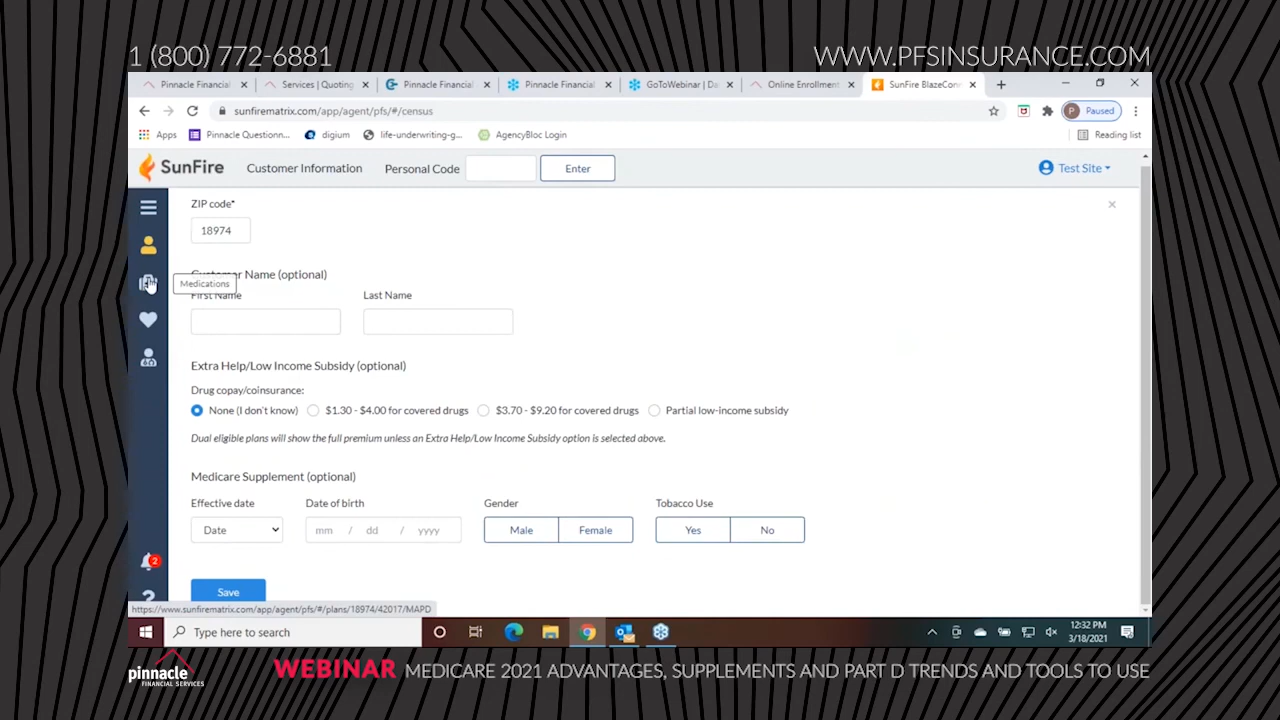 1 (800) 772-6881
WWW.PFSINSURANCE.COM
Pinnacle Financial
Services | Quoting
Pinnacle Financial
Pinnacle Financial
GoToWebinar | Da
Online Enrollment
SunFire BlazeConn
sunfirematrix.com/app/agent/pfs/#/census
P
Paused
Apps
Pinnacle Questionn...
digium
life-underwriting-g...
AgencyBloc Login
Reading list
SunFire
Customer Information
Personal Code
Enter
Test Site
ZIP code*
18974
Medications
Customer Name (optional)
First Name
Last Name
Extra Help/Low Income Subsidy (optional)
Drug copay/coinsurance:
None (I don't know)
$1.30 - $4.00 for covered drugs
$3.70 - $9.20 for covered drugs
Partial low-income subsidy
Dual eligible plans will show the full premium unless an Extra Help/Low Income Subsidy option is selected above.
Medicare Supplement (optional)
Effective date
Date of birth
Gender
Tobacco Use
Date
mm / dd / yyyy
Male
Female
Yes
No
2
?
Save
https://www.sunfirematrix.com/app/agent/pfs/#/plans/18974/42017/MAPD
Type here to search
12:32 PM
3/18/2021
pinnacle
FINANCIAL SERVICES
WEBINAR MEDICARE 2021 ADVANTAGES, SUPPLEMENTS AND PART D TRENDS AND TOOLS TO USE